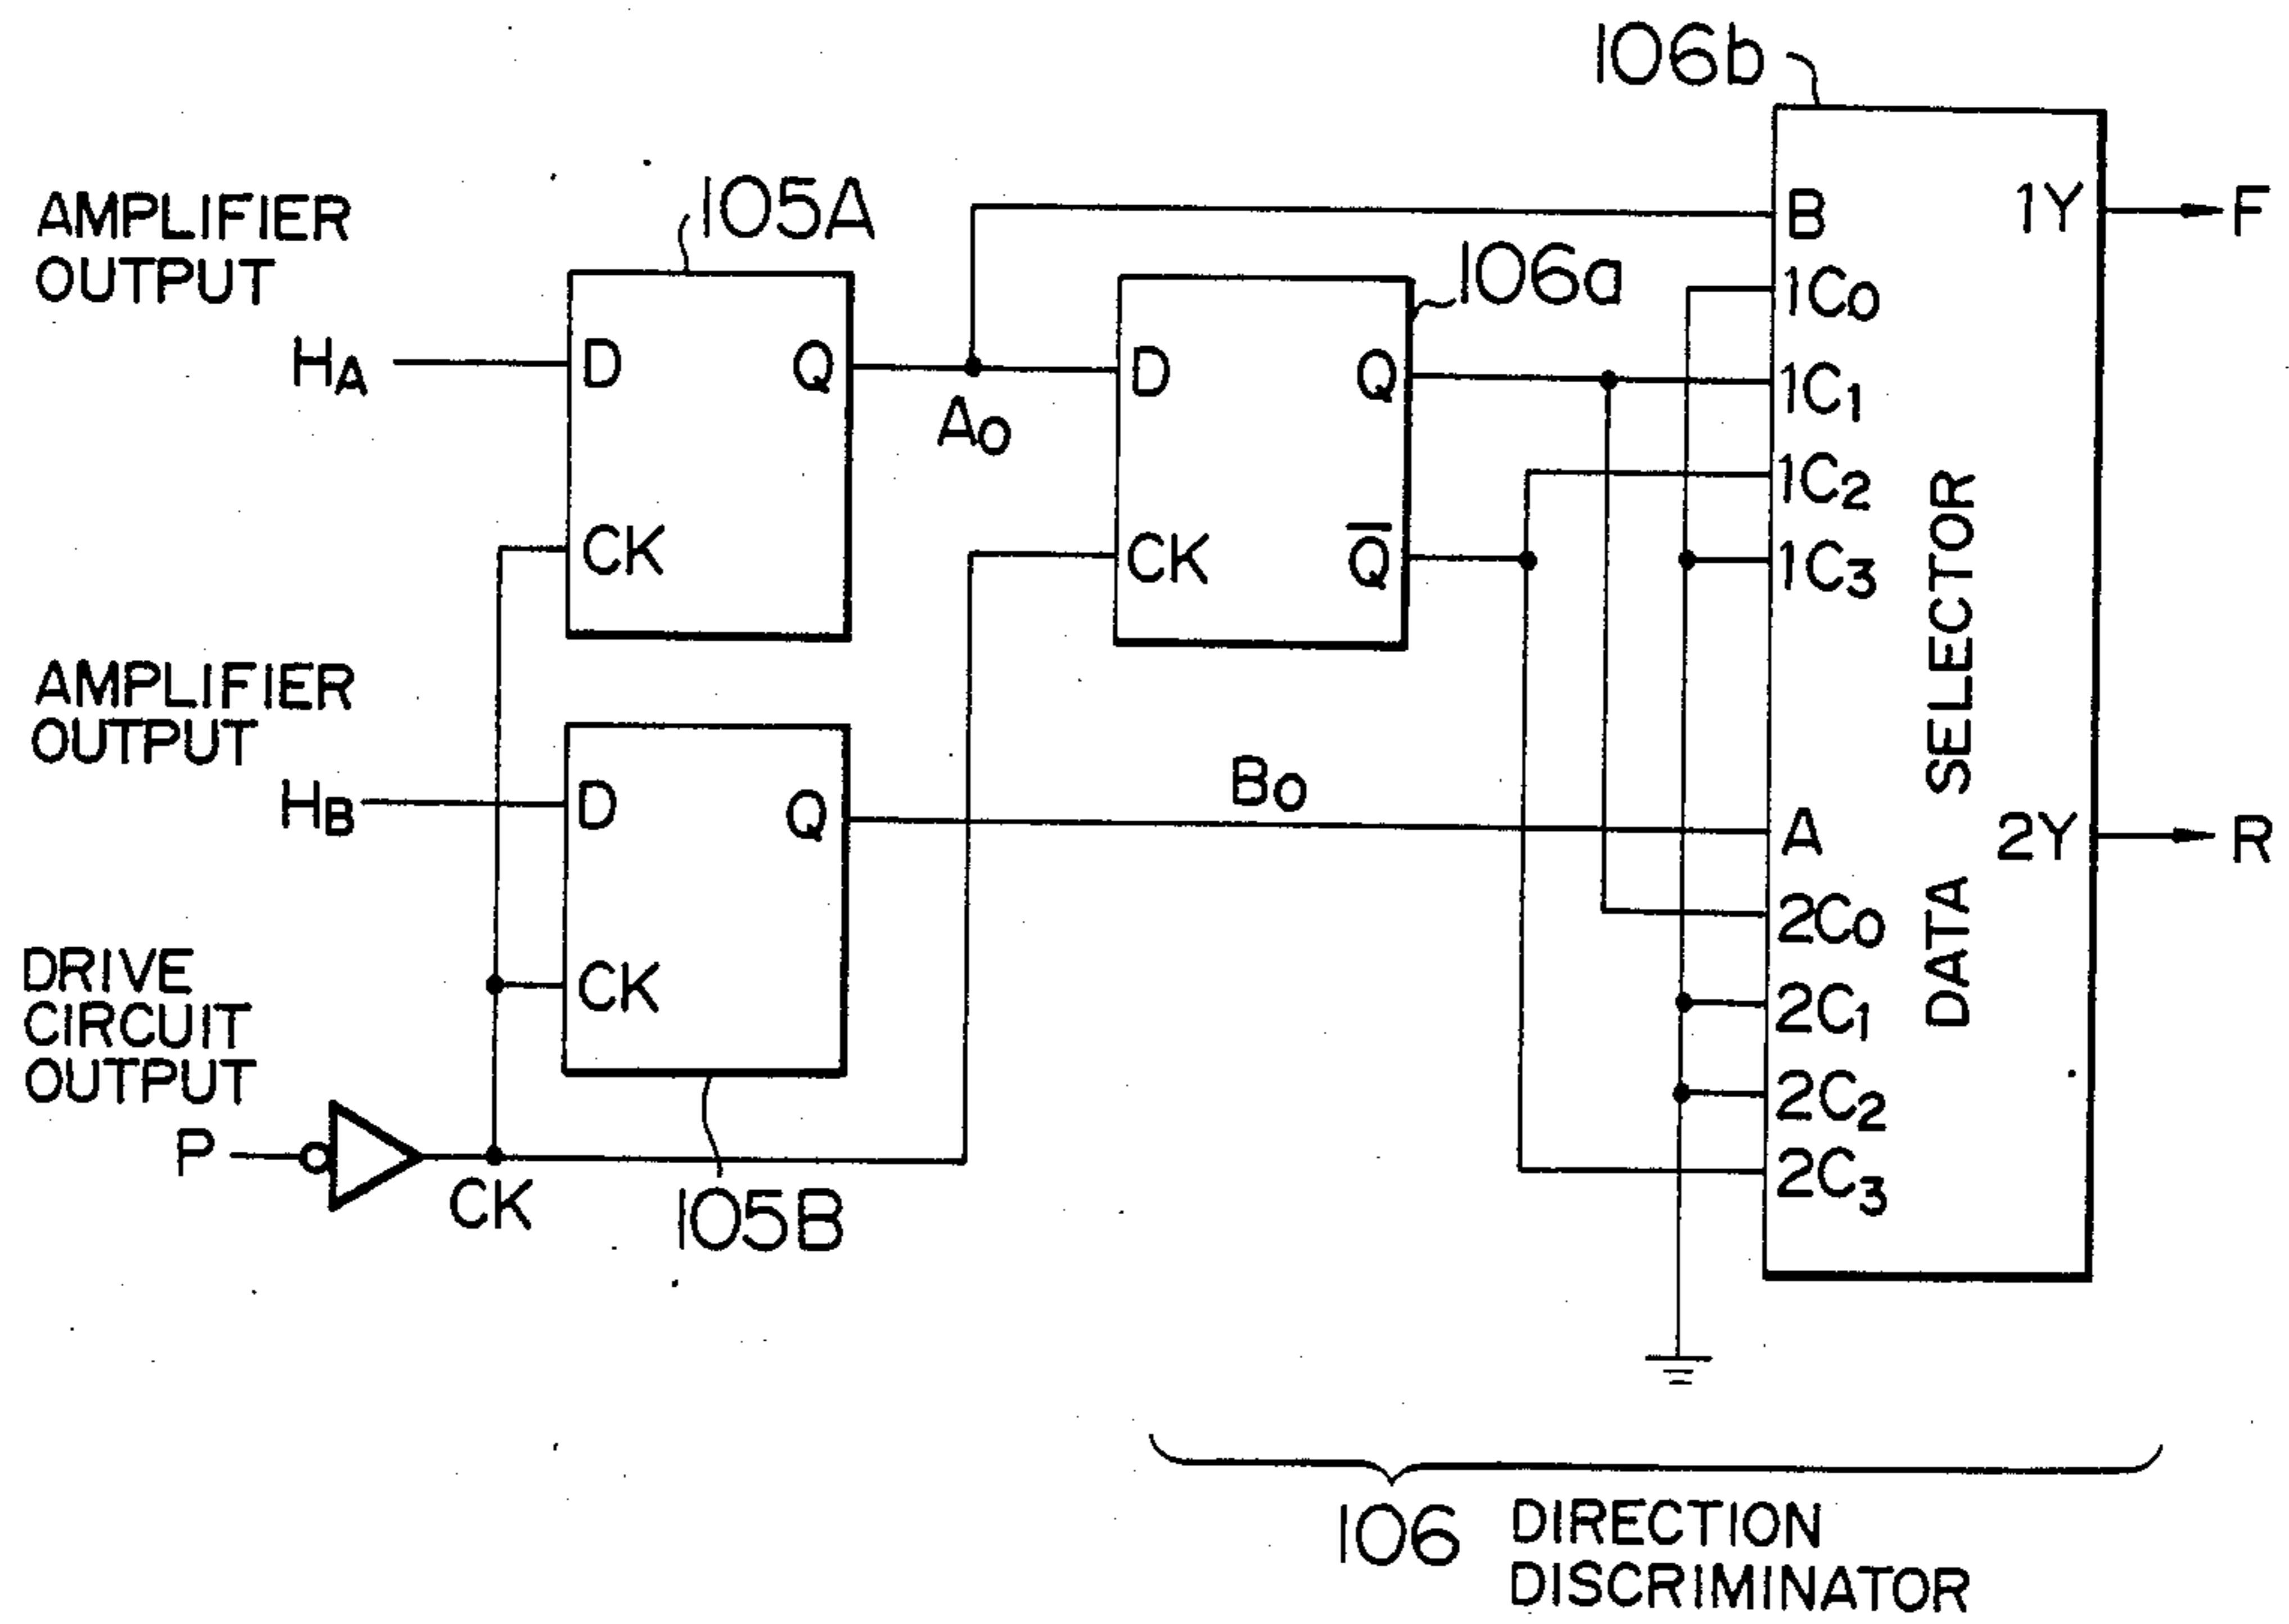 106b
AMPLIFIER
OUTPUT
105A
106a
B
1Y
F
HA
D
Q
A0
D
Q
1C0
1C1
1C2
1C3
CK
CK
Q̅
DATA SELECTOR
AMPLIFIER
OUTPUT
HB
D
Q
B0
A
2Y
R
CK
2C0
2C1
2C2
2C3
DRIVE
CIRCUIT
OUTPUT
P
CK
105B
106 DIRECTION
DISCRIMINATOR